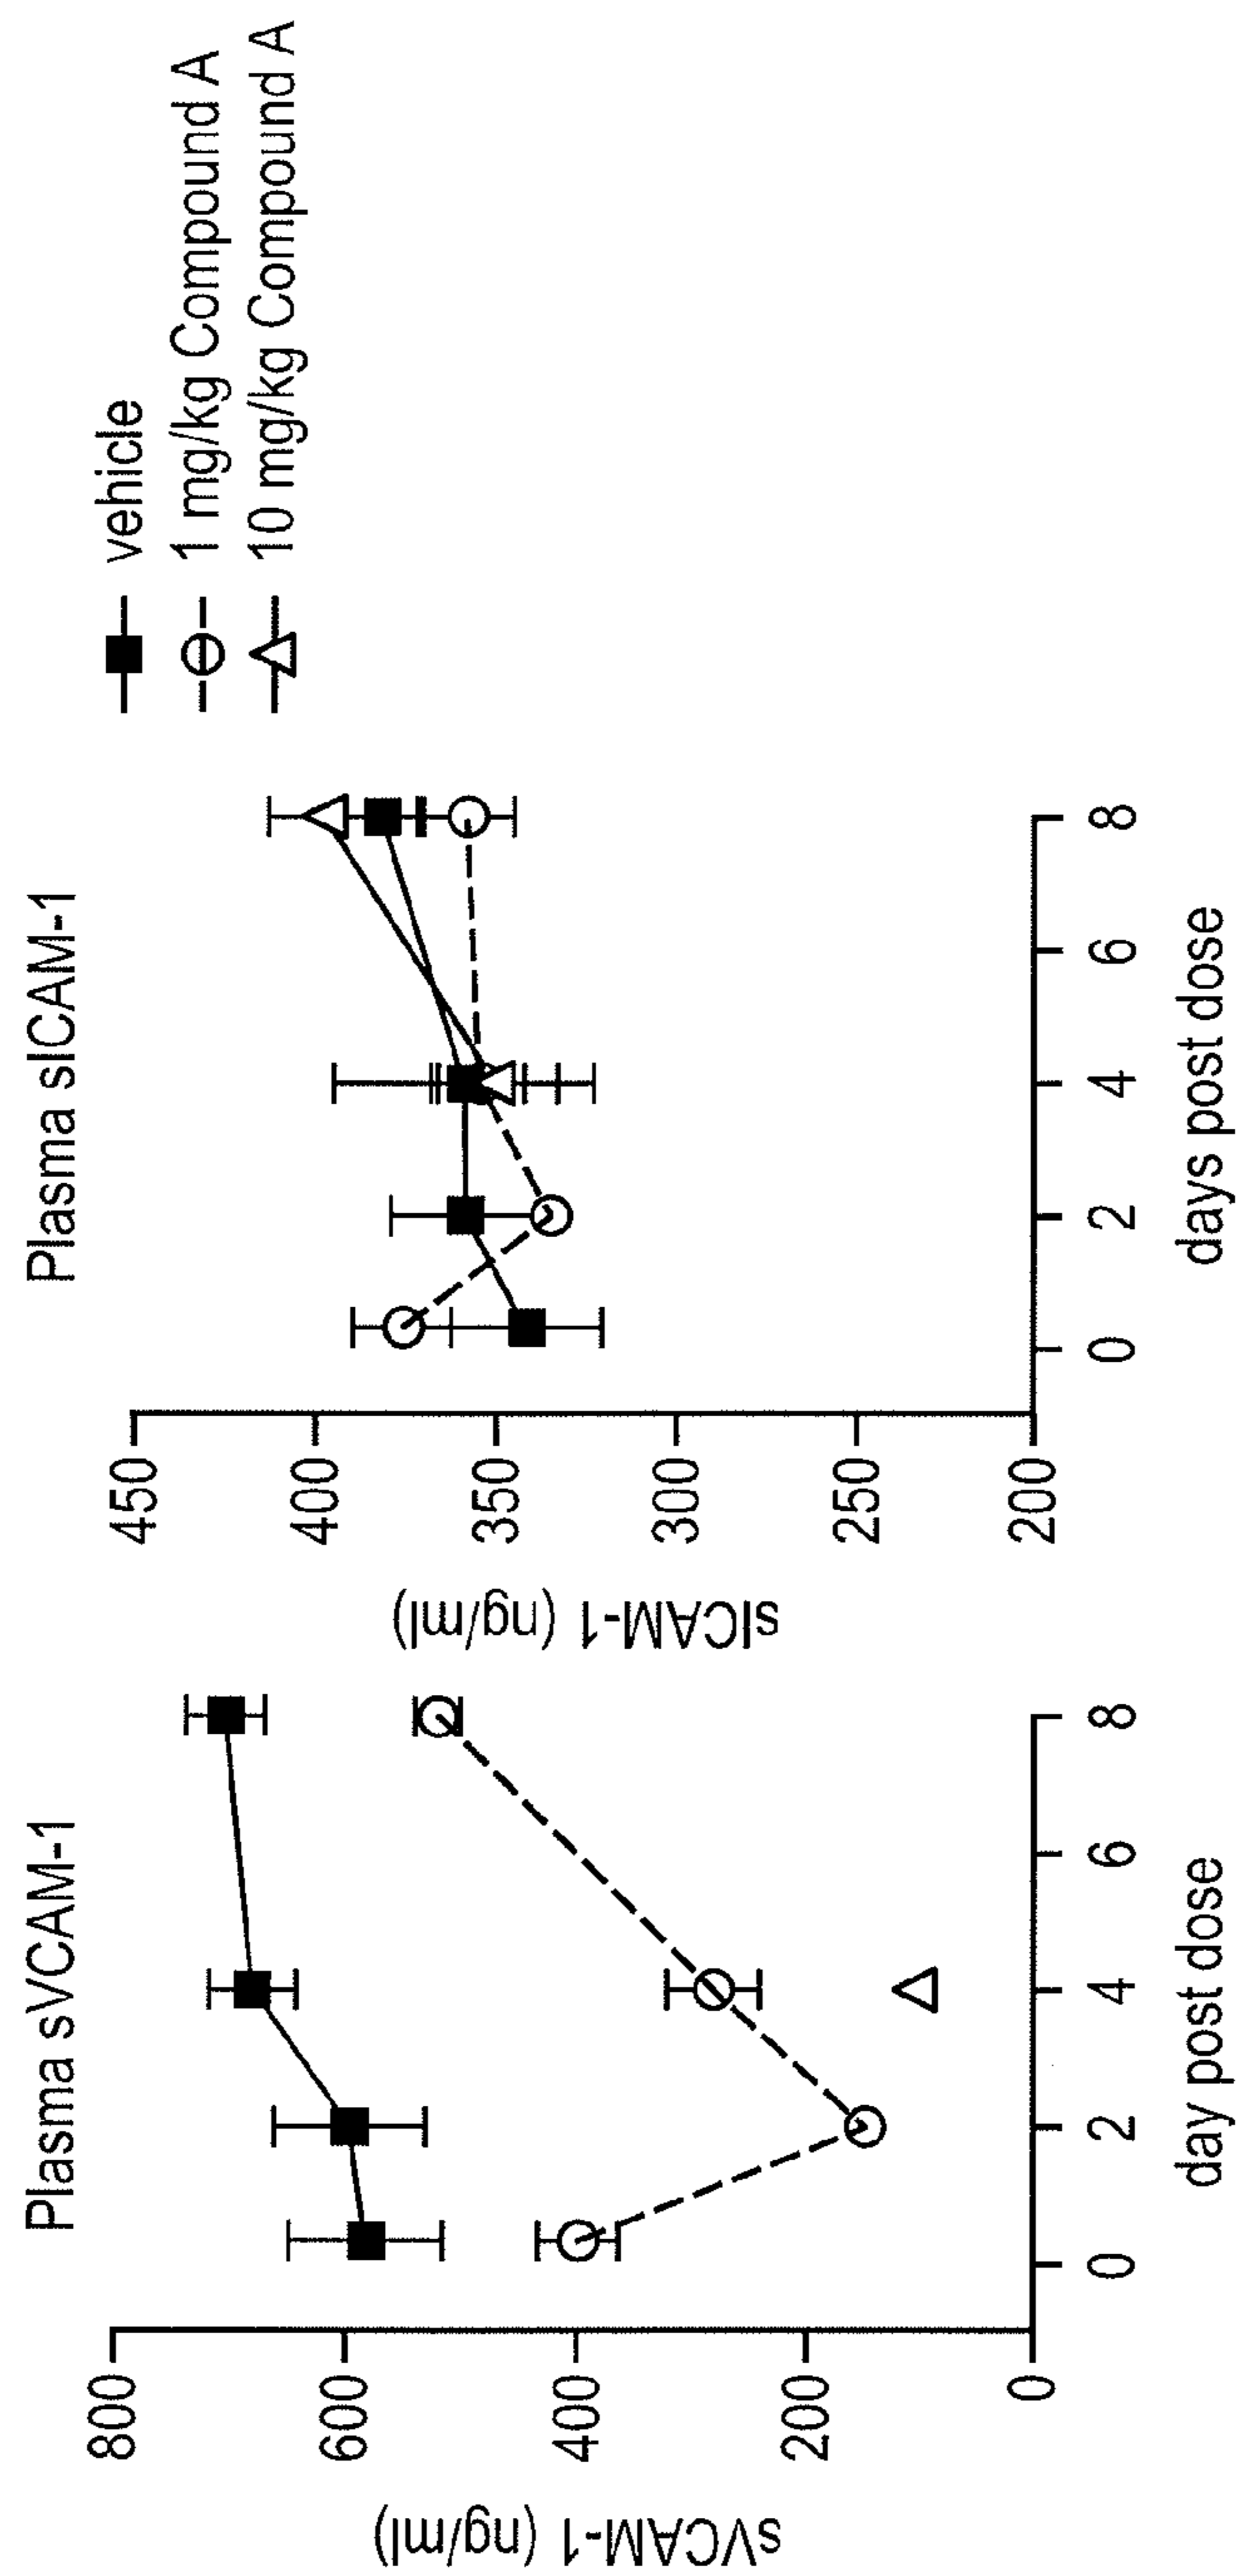 Plasma sVCAM-1
sVCAM-1 (ng/ml)
800
600
400
200
0
0 2 4 6 8
day post dose
Plasma sICAM-1
sICAM-1 (ng/ml)
450
400
350
300
250
200
0 2 4 6 8
days post dose
vehicle
1 mg/kg Compound A
10 mg/kg Compound A